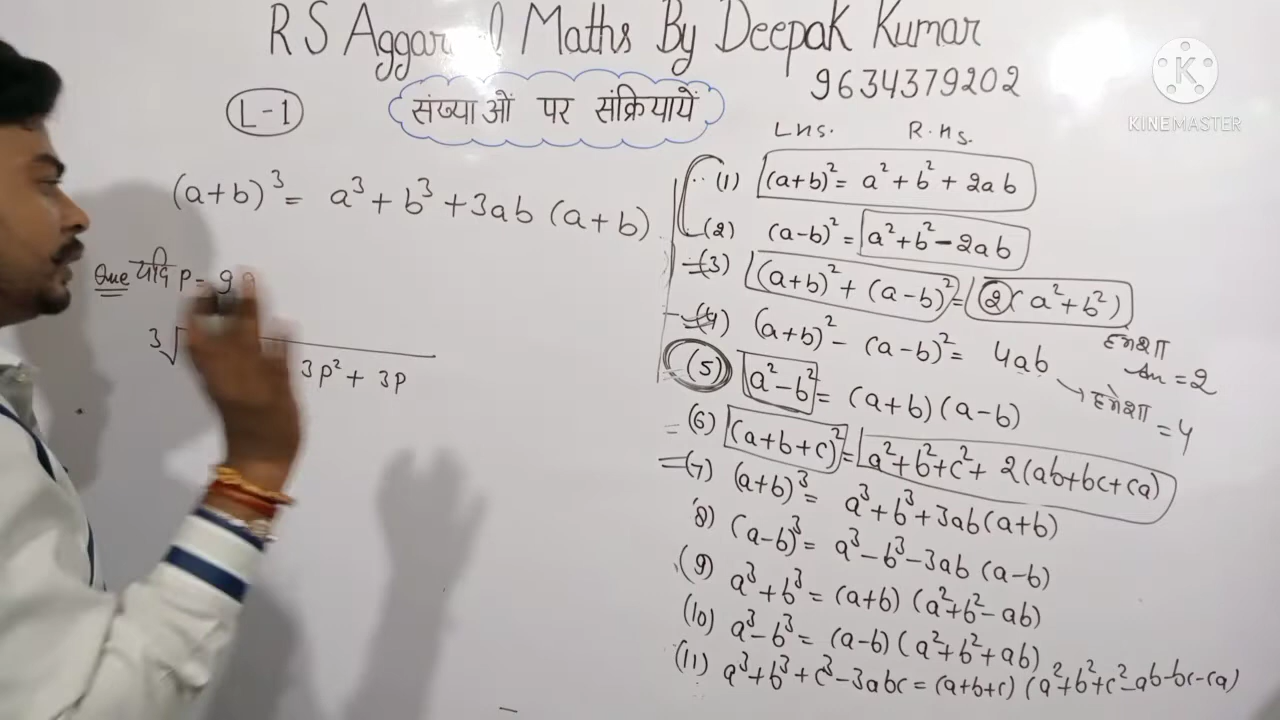 RS Aggar l Maths By Deepak Kumar
9634379202
KINEMASTER
L-1
संख्याओं पर संक्रियायें
(a+b)³ = a³ + b³ + 3ab (a+b)
Que यदि P = 9
3√ 3p² + 3p
LHS. R.HS.
(1) (a+b)² = a² + b² + 2ab
(2) (a-b)² = a² + b² - 2ab
(3) (a+b)² + (a-b)² = 2(a² + b²)
हमेशा
An = 2
(4) (a+b)² - (a-b)² = 4ab
हमेशा = 4
(5) a² - b² = (a+b)(a-b)
(6) (a+b+c)² = a² + b² + c² + 2(ab+bc+ca)
(7) (a+b)³ = a³ + b³ + 3ab(a+b)
(8) (a-b)³ = a³ - b³ - 3ab (a-b)
(9) a³ + b³ = (a+b) (a² + b² - ab)
(10) a³ - b³ = (a-b) (a² + b² + ab)
(11) a³ + b³ + c³ - 3abc = (a+b+c) (a² + b² + c² - ab - bc - ca)